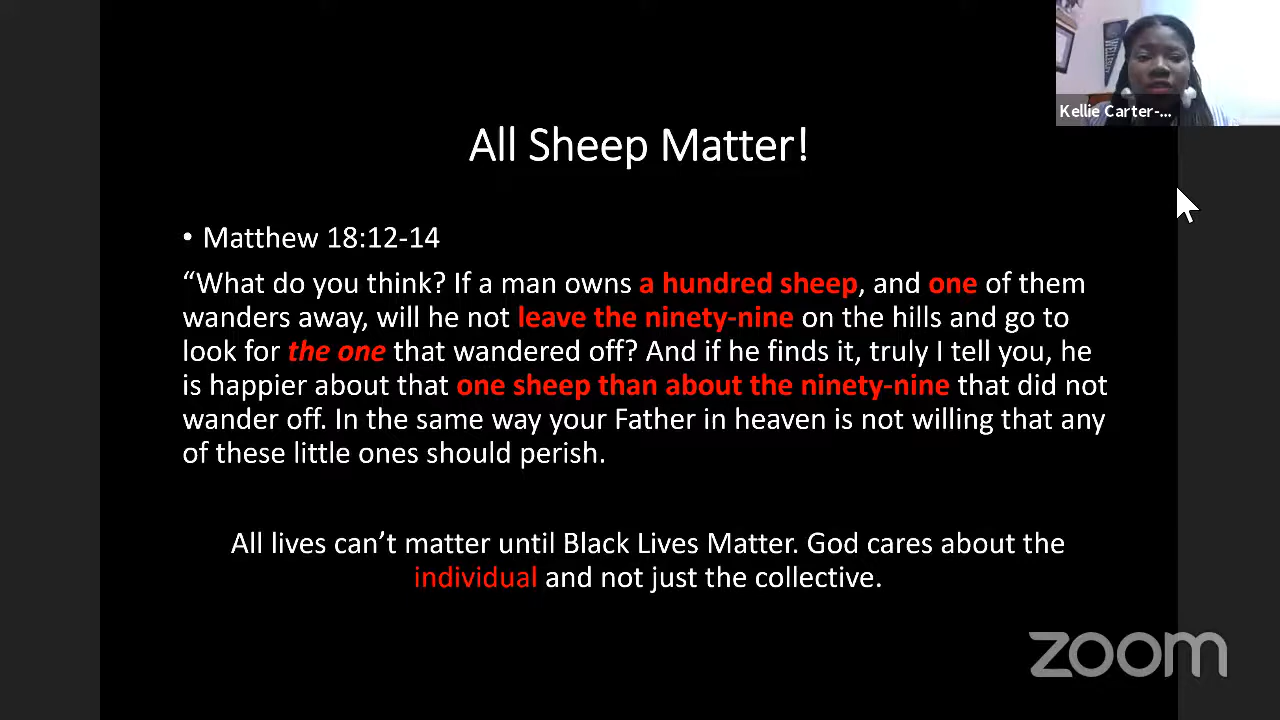 Kellie Carter-...
All Sheep Matter!
• Matthew 18:12-14
“What do you think? If a man owns a hundred sheep, and one of them
wanders away, will he not leave the ninety-nine on the hills and go to
look for the one that wandered off? And if he finds it, truly I tell you, he
is happier about that one sheep than about the ninety-nine that did not
wander off. In the same way your Father in heaven is not willing that any
of these little ones should perish.
All lives can’t matter until Black Lives Matter. God cares about the
individual and not just the collective.
zoom